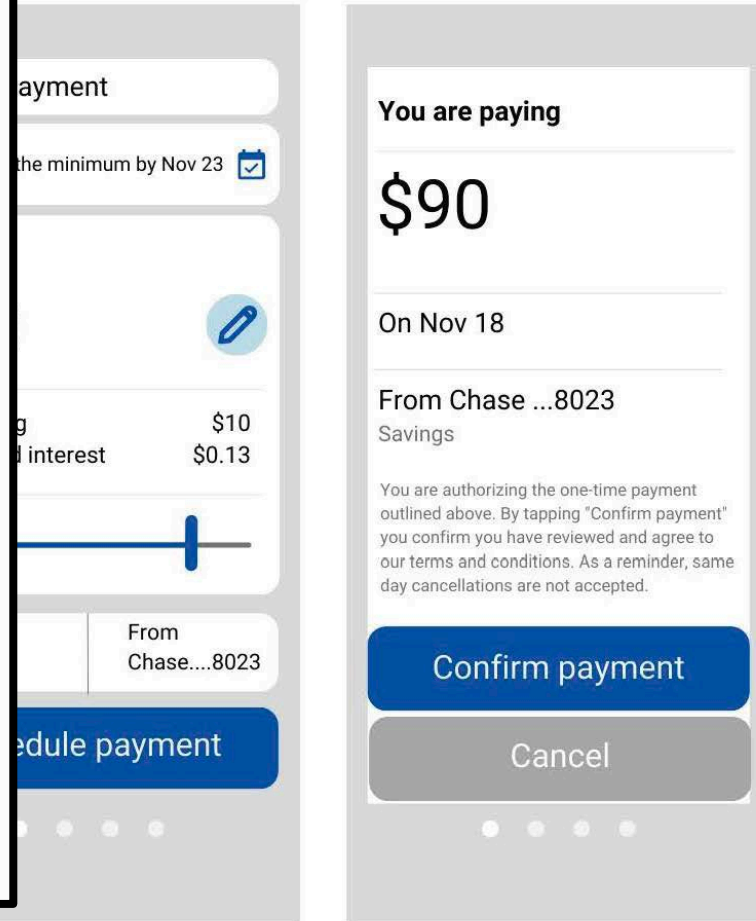 ayment
the minimum by Nov 23
$10
interest $0.13
From
Chase....8023
edule payment
You are paying
$90
On Nov 18
From Chase ...8023
Savings
You are authorizing the one-time payment
outlined above. By tapping "Confirm payment"
you confirm you have reviewed and agree to
our terms and conditions. As a reminder, same
day cancellations are not accepted.
Confirm payment
Cancel